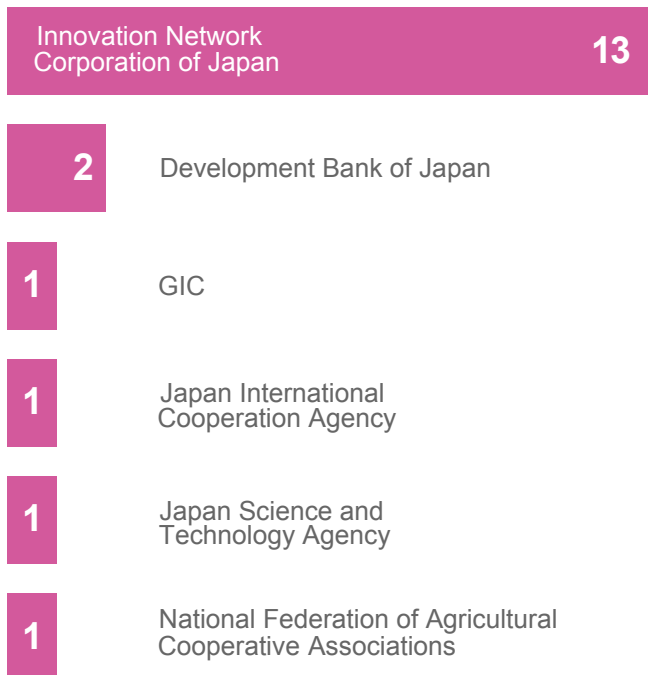 Innovation Network
Corporation of Japan
13
2
Development Bank of Japan
1
GIC
1
Japan International
Cooperation Agency
1
Japan Science and
Technology Agency
1
National Federation of Agricultural
Cooperative Associations